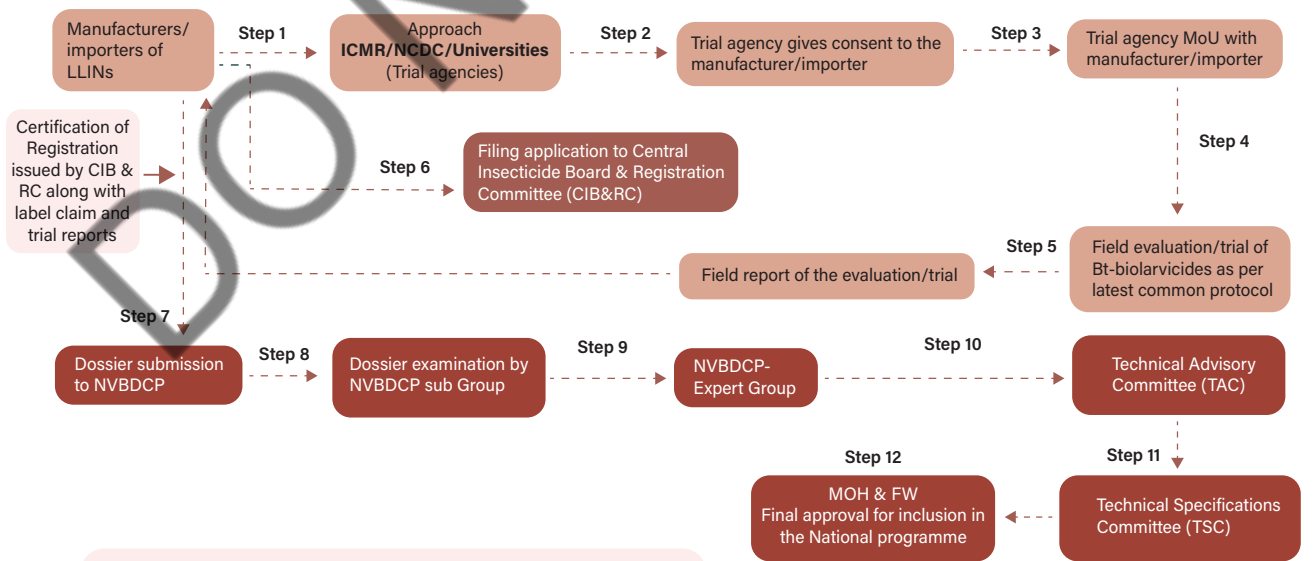 Manufacturers/
importers of
LLINs
Step 1
Approach
ICMR/NCDC/Universities
(Trial agencies)
Step 2
Trial agency gives consent to the
manufacturer/importer
Step 3
Trial agency MoU with
manufacturer/importer
Certification of
Registration
issued by CIB &
RC along with
label claim and
trial reports
Step 6
Filing application to Central
Insecticide Board & Registration
Committee (CIB&RC)
Step 4
Step 5
Field evaluation/trial of
Bt-biolarvicides as per
latest common protocol
Field report of the evaluation/trial
Step 7
Dossier submission
to NVBDCP
Step 8
Dossier examination by
NVBDCP sub Group
Step 9
NVBDCP-
Expert Group
Step 10
Technical Advisory
Committee (TAC)
Step 11
Technical Specifications
Committee (TSC)
Step 12
MOH & FW
Final approval for inclusion in
the National programme